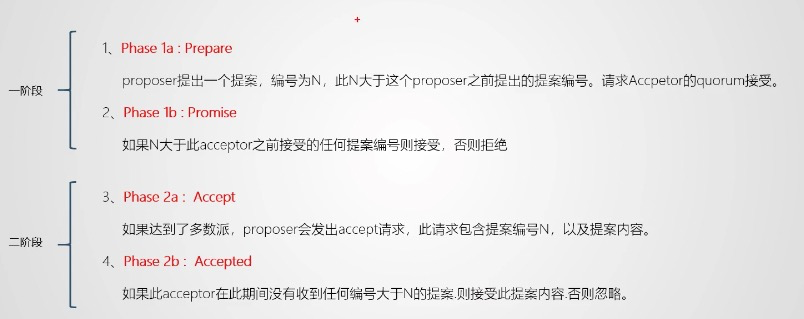 1、Phase 1a : Prepare
proposer提出一个提案，编号为N，此N大于这个proposer之前提出的提案编号。请求Accpetor的quorum接受。
一阶段
2、Phase 1b : Promise
如果N大于此acceptor之前接受的任何提案编号则接受，否则拒绝
3、Phase 2a : Accept
如果达到了多数派，proposer会发出accept请求，此请求包含提案编号N，以及提案内容。
二阶段
4、Phase 2b : Accepted
如果此acceptor在此期间没有收到任何编号大于N的提案.则接受此提案内容.否则忽略。